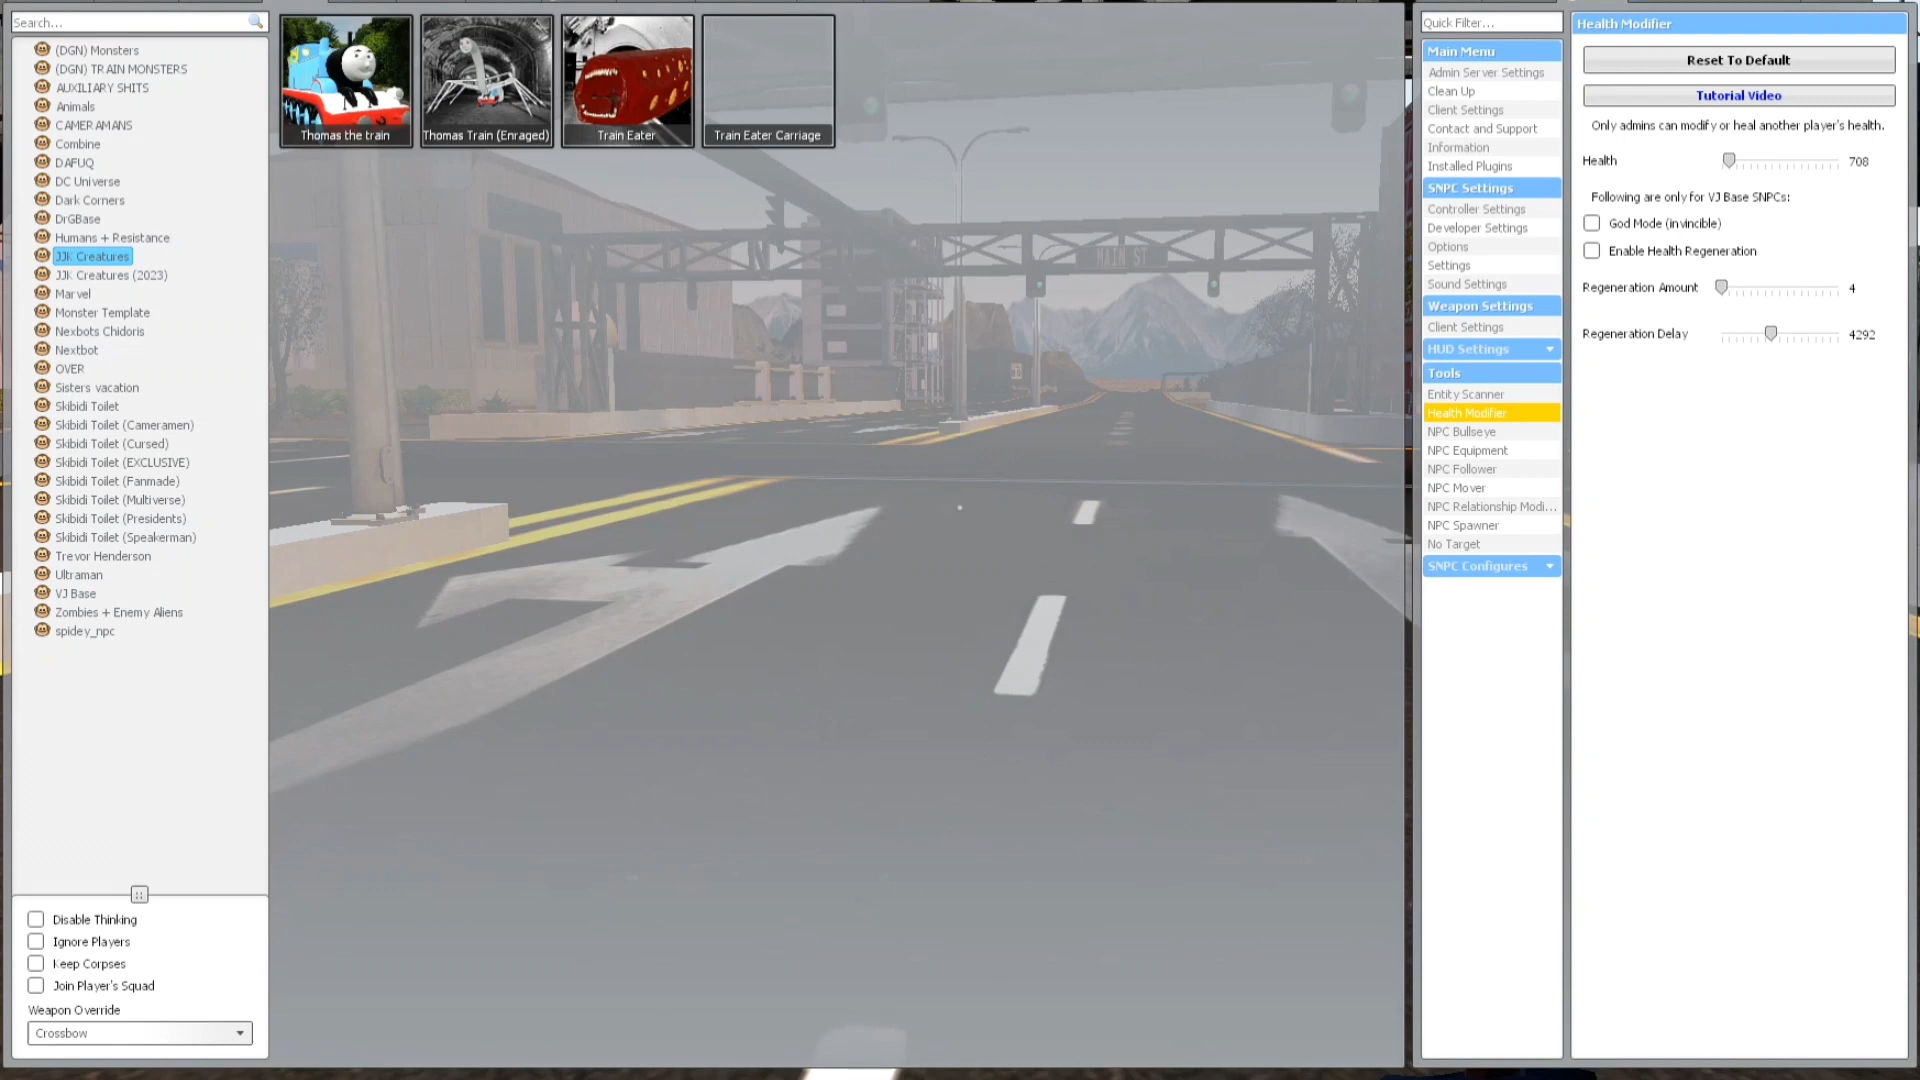 Search...
(DGN) Monsters
(DGN) TRAIN MONSTERS
AUXILIARY SHITS
Animals
CAMERAMANS
Combine
DAFUQ
DC Universe
Dark Corners
DrGBase
Humans + Resistance
JJK Creatures
JJK Creatures (2023)
Marvel
Monster Template
Nexbots Chidoris
Nextbot
OVER
Sisters vacation
Skibidi Toilet
Skibidi Toilet (Cameramen)
Skibidi Toilet (Cursed)
Skibidi Toilet (EXCLUSIVE)
Skibidi Toilet (Fanmade)
Skibidi Toilet (Multiverse)
Skibidi Toilet (Presidents)
Skibidi Toilet (Speakerman)
Trevor Henderson
Ultraman
VJ Base
Zombies + Enemy Aliens
spidey_npc
Disable Thinking
Ignore Players
Keep Corpses
Join Player's Squad
Weapon Override
Crossbow
Thomas the train
Thomas Train (Enraged)
Train Eater
Train Eater Carriage
MAIN ST
Quick Filter...
Main Menu
Admin Server Settings
Clean Up
Client Settings
Contact and Support
Information
Installed Plugins
SNPC Settings
Controller Settings
Developer Settings
Options
Settings
Sound Settings
Weapon Settings
Client Settings
HUD Settings
Tools
Entity Scanner
Health Modifier
NPC Bullseye
NPC Equipment
NPC Follower
NPC Mover
NPC Relationship Modi...
NPC Spawner
No Target
SNPC Configures
Health Modifier
Reset To Default
Tutorial Video
Only admins can modify or heal another player's health.
Health 708
Following are only for VJ Base SNPCs:
God Mode (invincible)
Enable Health Regeneration
Regeneration Amount 4
Regeneration Delay 4292